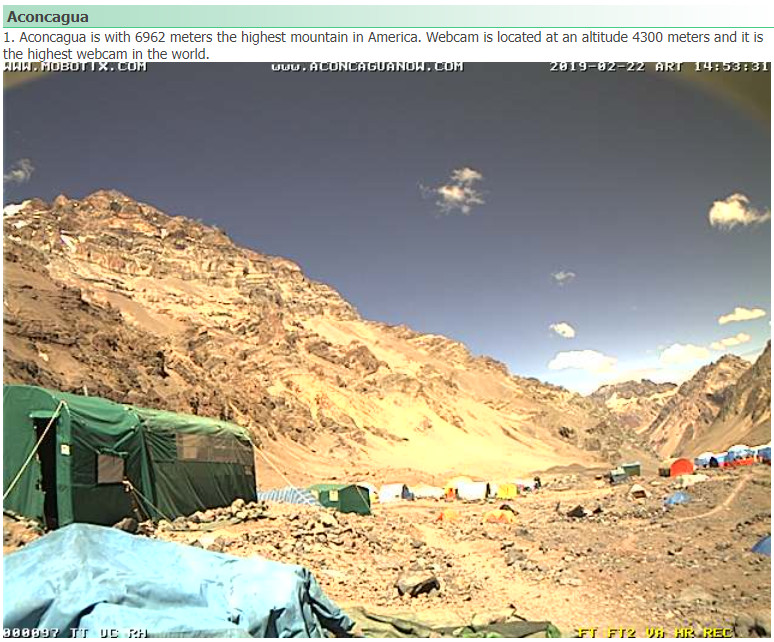 Aconcagua
1. Aconcagua is with 6962 meters the highest mountain in America. Webcam is located at an altitude 4300 meters and it is
the highest webcam in the world.
WWW.MOBOTIX.COM www.ACONCAGUANOW.COM 2019-02-22 ART 14:53:31
000097 TT UC RH FT FT2 VA HR REC